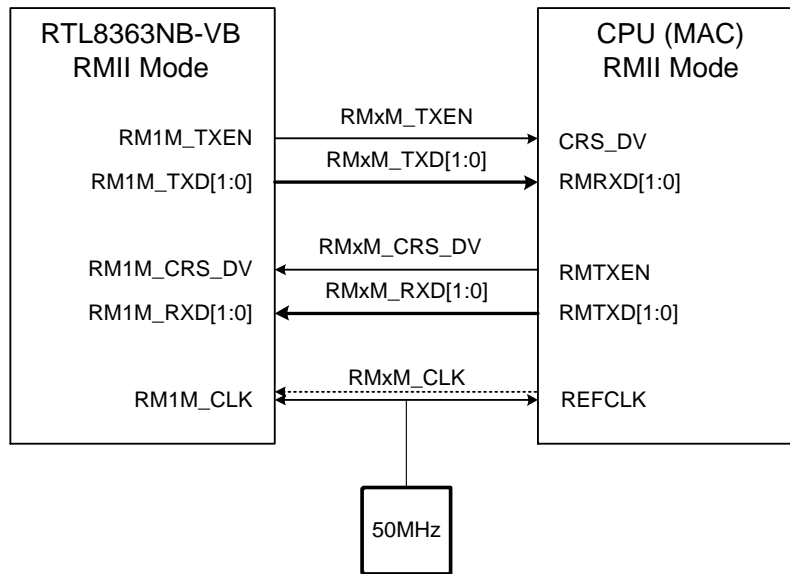 RTL8363NB-VB
RMII Mode
CPU (MAC)
RMII Mode
RMxM_TXEN
RM1M_TXEN
CRS_DV
RMxM_TXD[1:0]
RM1M_TXD[1:0]
RMRXD[1:0]
RMxM_CRS_DV
RM1M_CRS_DV
RMTXEN
RMxM_RXD[1:0]
RM1M_RXD[1:0]
RMTXD[1:0]
RMxM_CLK
RM1M_CLK
REFCLK
50MHz